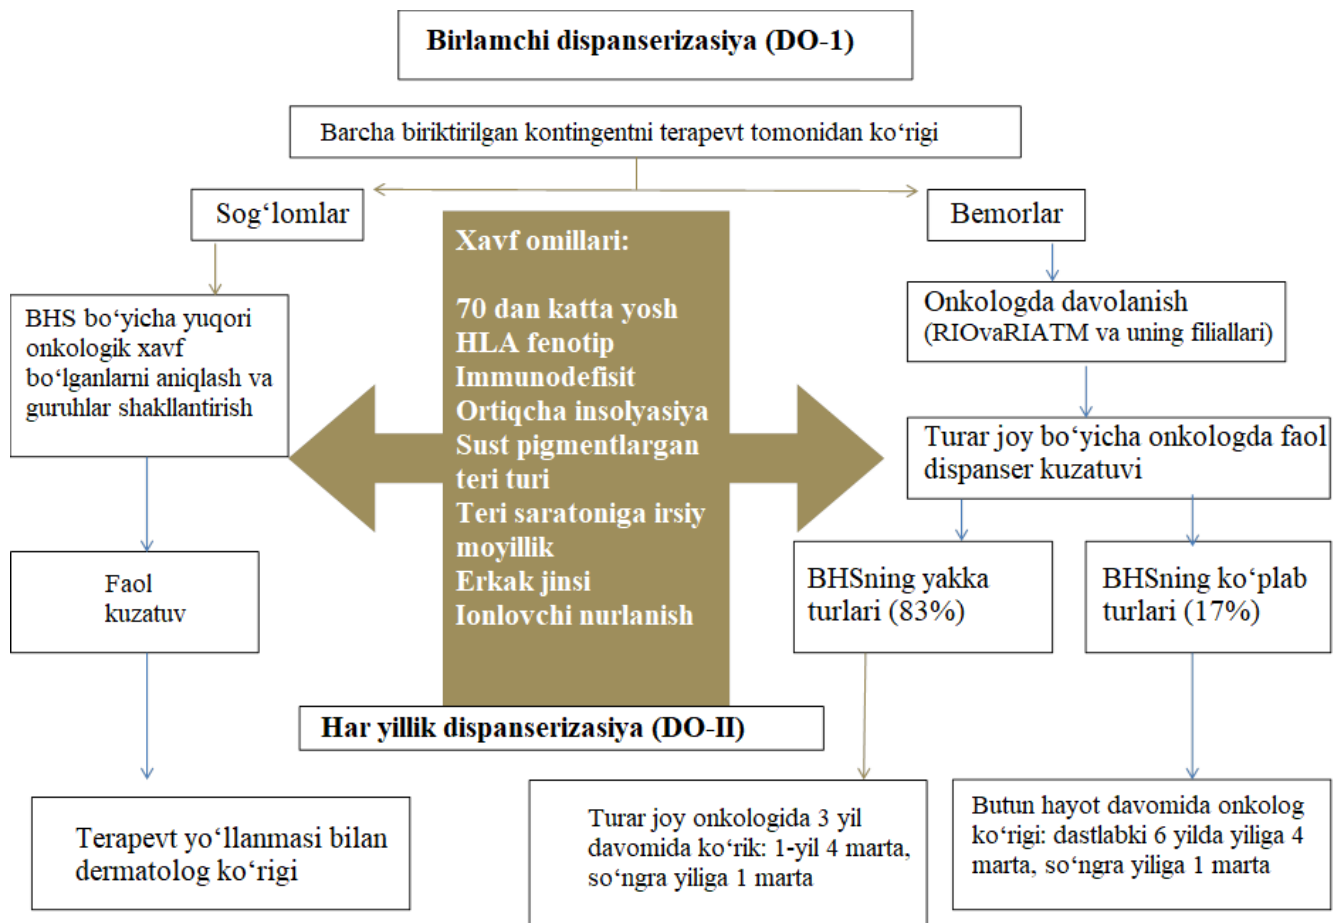 Birlamchi dispanserizasiya (DO-1)
Barcha biriktirilgan kontingentni terapevt tomonidan ko‘rigi
Sog‘lomlar
Bemorlar
BHS bo‘yicha yuqori
onkologik xavf
bo‘lganlarni aniqlash va
guruhlar shakllantirish
Xavf omillari:
70 dan katta yosh
HLA fenotip
Immunodefisit
Ortiqcha insolyasiya
Sust pigmentlargan
teri turi
Teri saratoniga irsiy
moyillik
Erkak jinsi
Ionlovchi nurlanish
Onkologda davolanish
(RIOvaRIATM va uning filiallari)
Turar joy bo‘yicha onkologda faol
dispanser kuzatuvi
Faol
kuzatuv
BHSning yakka
turlari (83%)
BHSning ko‘plab
turlari (17%)
Har yillik dispanserizasiya (DO-II)
Terapevt yo‘llanmasi bilan
dermatolog ko‘rigi
Turar joy onkologida 3 yil
davomida ko‘rik: 1-yil 4 marta,
so‘ngra yiliga 1 marta
Butun hayot davomida onkolog
ko‘rigi: dastlabki 6 yilda yiliga 4
marta, so‘ngra yiliga 1 marta